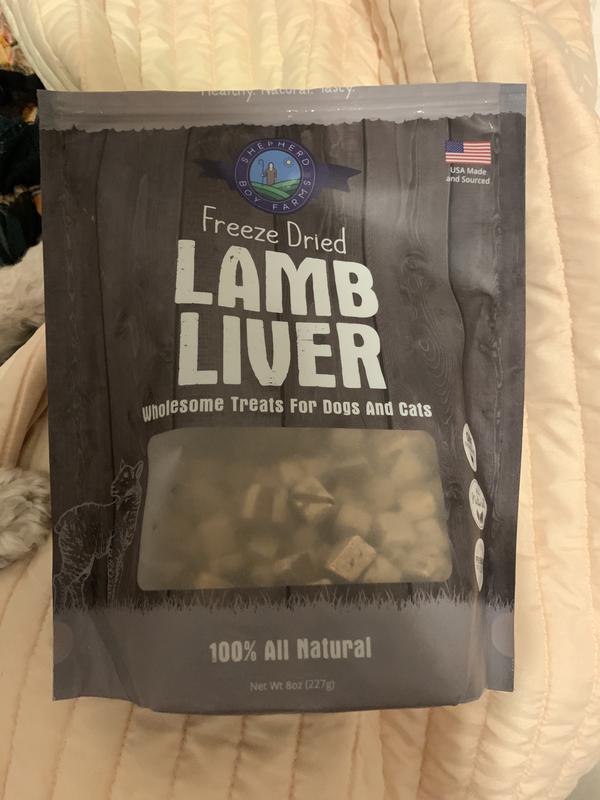 Healthy. Natural. Tasty.
SHEPHERD
BOY FARMS
USA Made
and Sourced
Freeze Dried
LAMB
LIVER
Wholesome Treats For Dogs And Cats
100% All Natural
Net Wt 8oz (227g)